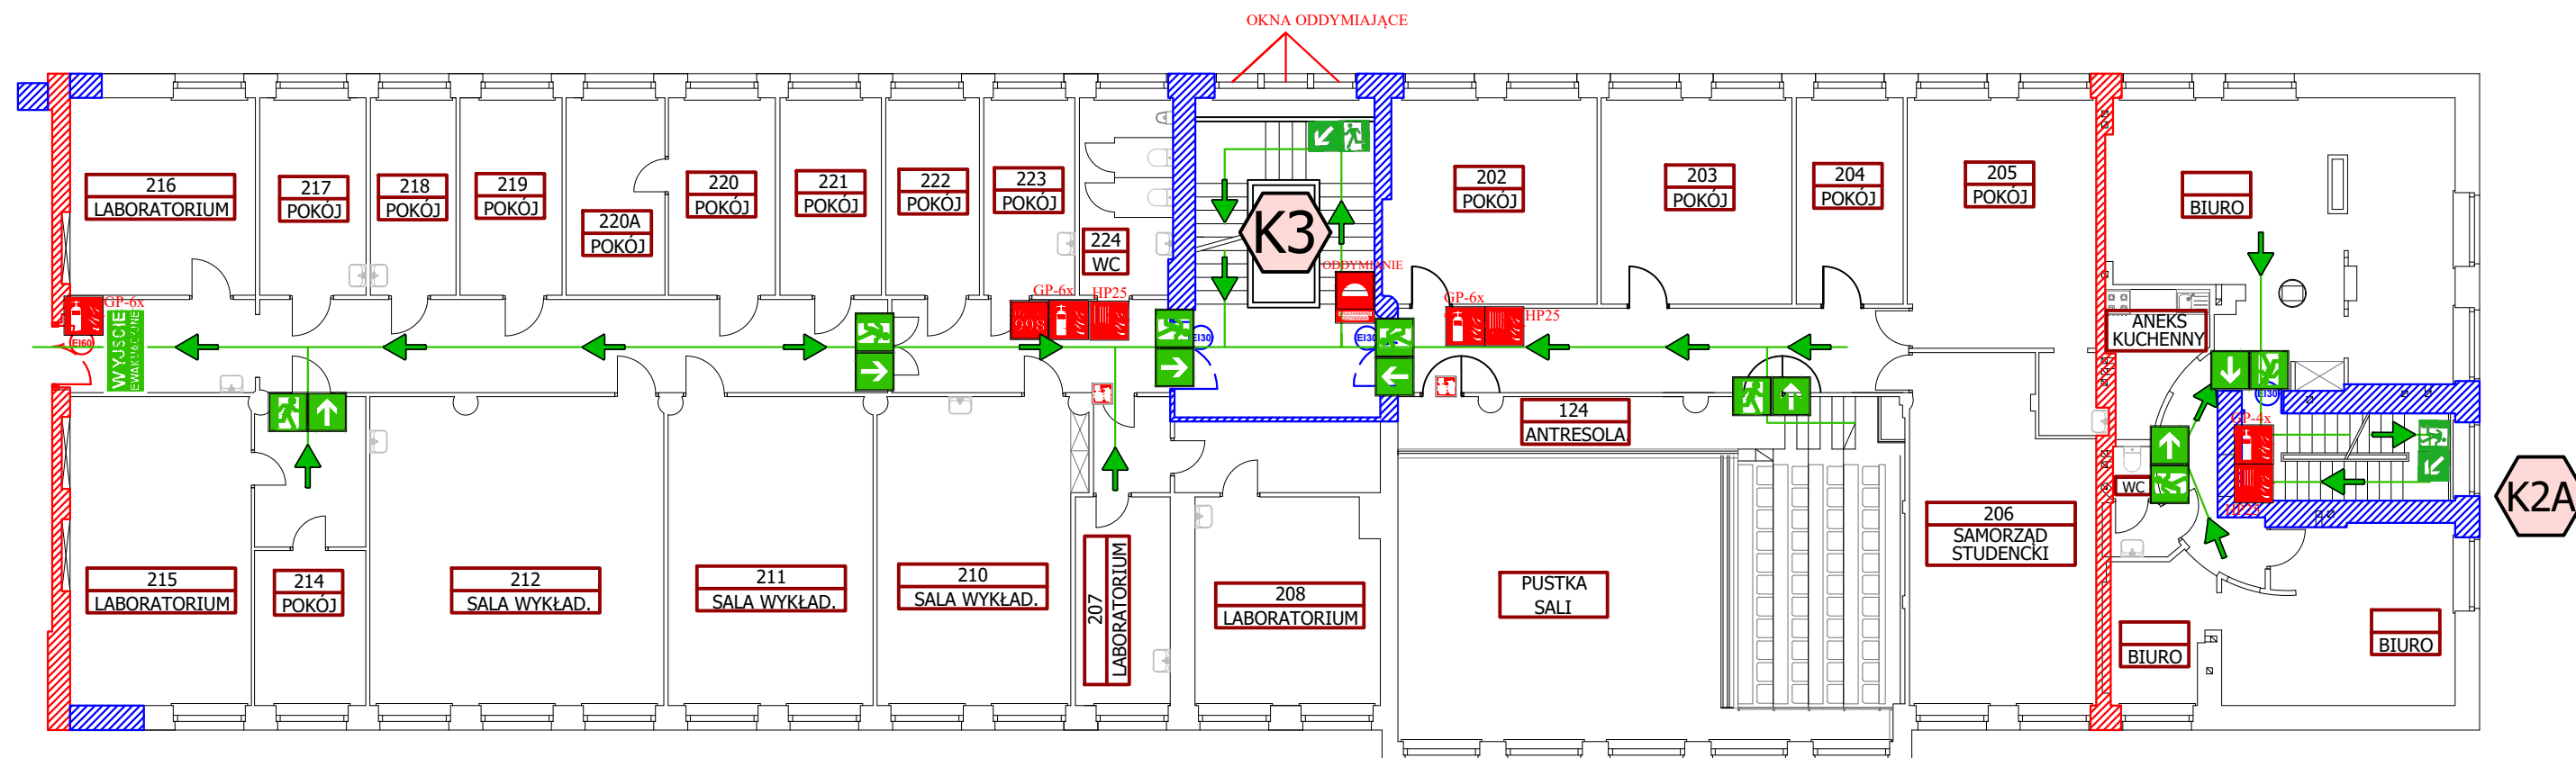 OKNA ODDYMIAJĄCE
216
LABORATORIUM
217
POKÓJ
218
POKÓJ
219
POKÓJ
220A
POKÓJ
220
POKÓJ
221
POKÓJ
222
POKÓJ
223
POKÓJ
224
WC
K3
ODDYMIANIE
202
POKÓJ
203
POKÓJ
204
POKÓJ
205
POKÓJ
BIURO
ANEKS
KUCHENNY
GP-6x
EI60
WYJŚCIE
EWAKUACYJNE
998
GP-6x
HP25
EI30
EI30
GP-6x
HP25
EI30
GP-4x
HP25
WC
K2A
124
ANTRESOLA
215
LABORATORIUM
214
POKÓJ
212
SALA WYKŁAD.
211
SALA WYKŁAD.
210
SALA WYKŁAD.
207
LABORATORIUM
208
LABORATORIUM
PUSTKA
SALI
206
SAMORZĄD
STUDENCKI
BIURO
BIURO